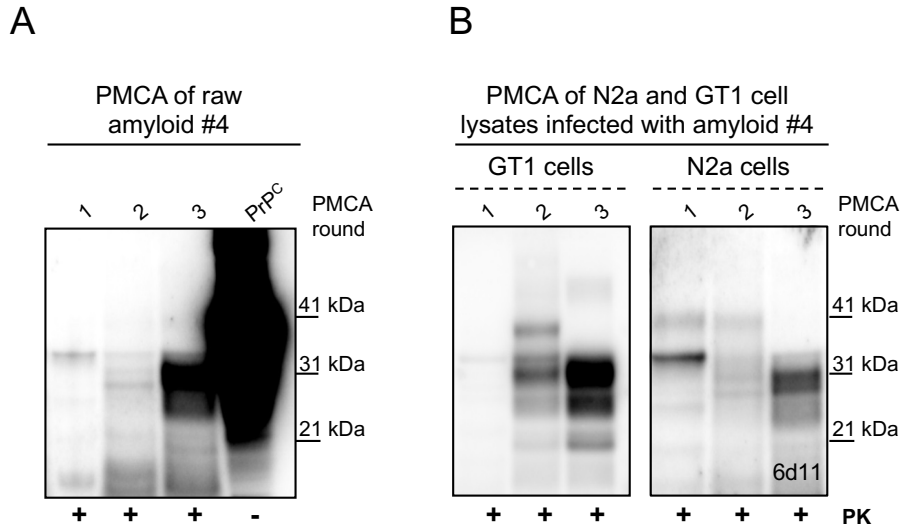 A
PMCA of raw
amyloid #4
1 2 3 PrPᶜ
PMCA
round
41 kDa
31 kDa
21 kDa
+ + + -
B
PMCA of N2a and GT1 cell
lysates infected with amyloid #4
GT1 cells N2a cells
1 2 3 1 2 3
PMCA
round
41 kDa
31 kDa
21 kDa
6d11
+ + + + + + PK